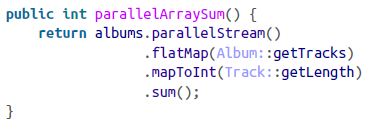 public int parallelArraySum() {
    return albums.parallelStream()
                 .flatMap(Album::getTracks)
                 .mapToInt(Track::getLength)
                 .sum();
}